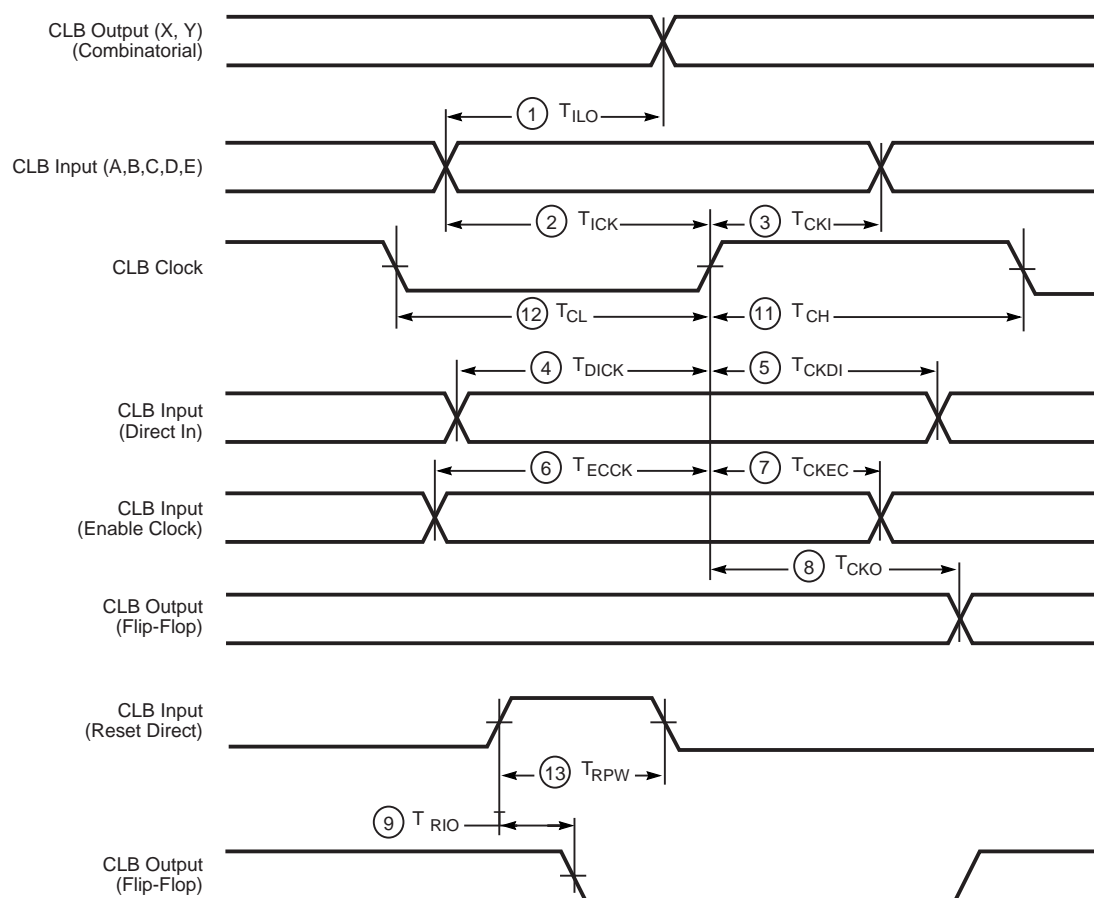 CLB Output (X, Y)
(Combinatorial)
1 TILO
CLB Input (A,B,C,D,E)
2 TICK
3 TCKI
CLB Clock
12 TCL
11 TCH
4 TDICK
5 TCKDI
CLB Input
(Direct In)
6 TECCK
7 TCKEC
CLB Input
(Enable Clock)
8 TCKO
CLB Output
(Flip-Flop)
CLB Input
(Reset Direct)
13 TRPW
9 T RIO
T
CLB Output
(Flip-Flop)